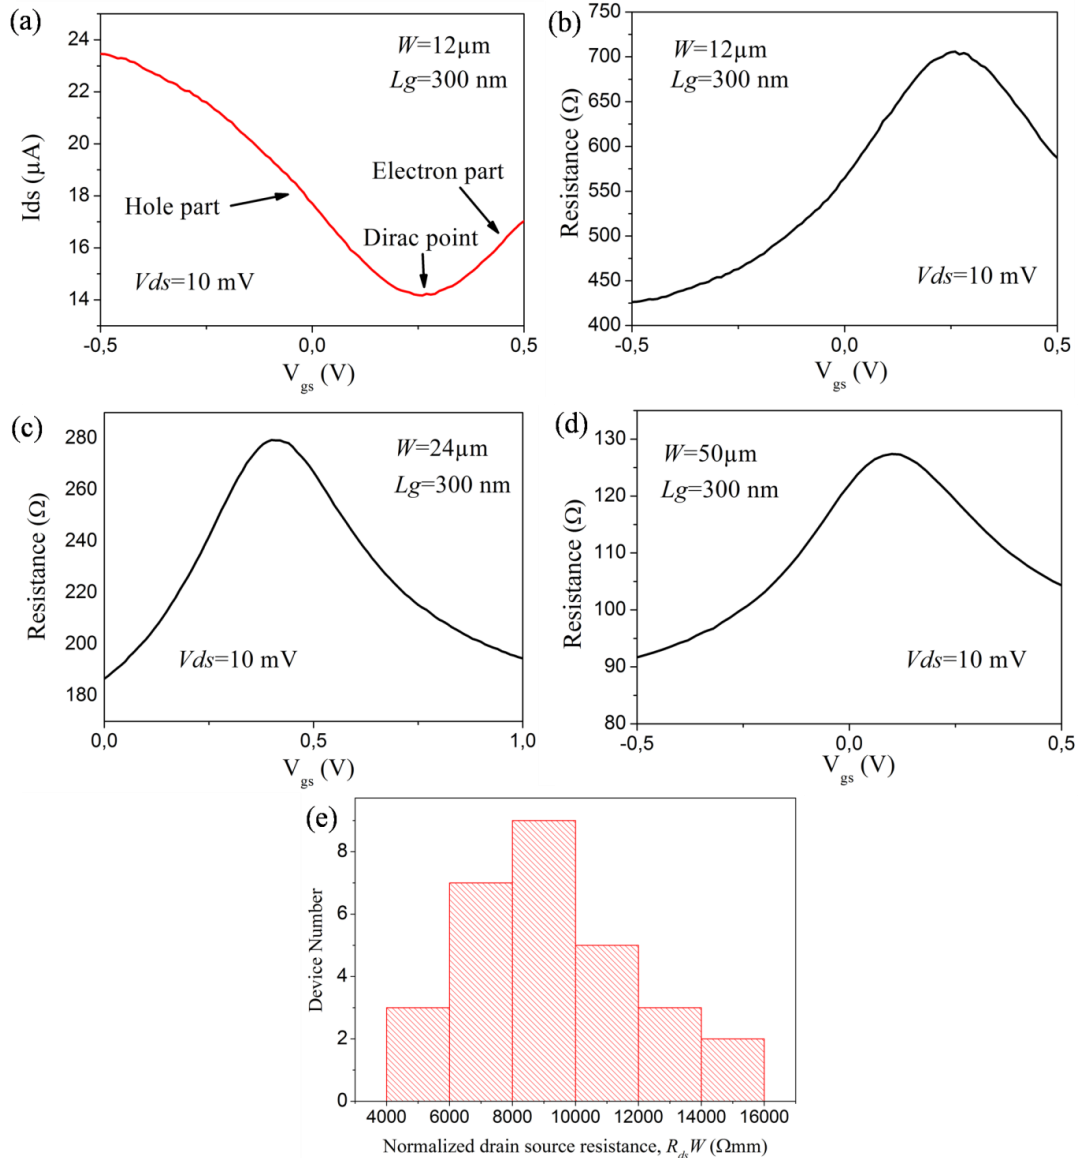 (a)
24
22
20
18
16
14
Ids (µA)
W=12µm
Lg=300 nm
Electron part
Hole part
Dirac point
Vds=10 mV
-0,5
0,0
0,5
Vgs (V)
(b)
750
700
650
600
550
500
450
400
Resistance (Ω)
W=12µm
Lg=300 nm
Vds=10 mV
-0,5
0
0,5
Vgs (V)
(c)
280
260
240
220
200
180
Resistance (Ω)
W=24µm
Lg=300 nm
Vds=10 mV
0,0
0,5
1,0
Vgs (V)
(d)
130
120
110
100
90
80
Resistance (Ω)
W=50µm
Lg=300 nm
Vds=10 mV
-0,5
0,0
0,5
Vgs (V)
(e)
8
6
4
2
0
Device Number
4000 6000 8000 10000 12000 14000 16000
Normalized drain source resistance, RdsW (Ωmm)